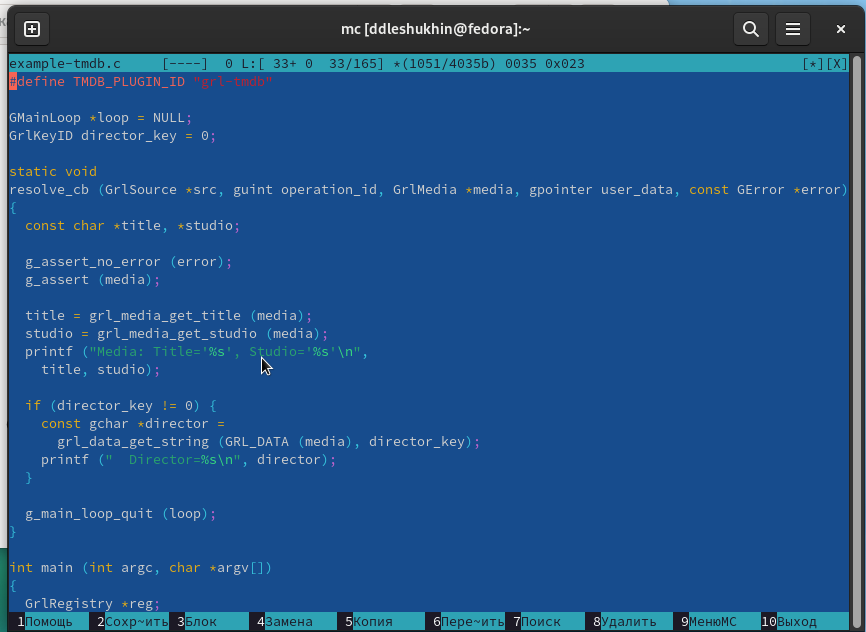 mc [ddleshukhin@fedora]:~
example-tmdb.c [----] 0 L:[ 33+ 0 33/165] *(1051/4035b) 0035 0x023 [*][X]
#define TMDB_PLUGIN_ID "grl-tmdb"
GMainLoop *loop = NULL;
GrlKeyID director_key = 0;
static void
resolve_cb (GrlSource *src, guint operation_id, GrlMedia *media, gpointer user_data, const GError *error)
{
const char *title, *studio;
g_assert_no_error (error);
g_assert (media);
title = grl_media_get_title (media);
studio = grl_media_get_studio (media);
printf ("Media: Title='%s', Studio='%s'\n",
title, studio);
if (director_key != 0) {
const gchar *director =
grl_data_get_string (GRL_DATA (media), director_key);
printf ("  Director=%s\n", director);
}
g_main_loop_quit (loop);
}
int main (int argc, char *argv[])
{
GrlRegistry *reg;
1Помощь 2Сохр~ить 3Блок 4Замена 5Копия 6Пере~ить 7Поиск 8Удалить 9МенюMC 10Выход